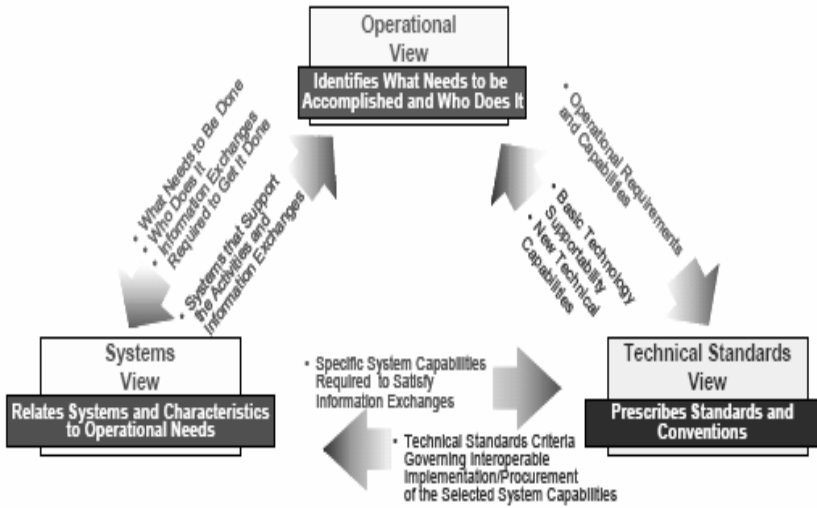 Operational
View
Identifies What Needs to be
Accomplished and Who Does It
• What Needs to Be Done
• Who Does It
• Information Exchanges
Required to Get It Done
• Systems that Support
the Activities and
Information Exchanges
• Operational Requirements
and Capabilities
• Basic Technology
Supportability
• New Technical
Capabilities
Systems
View
Relates Systems and Characteristics
to Operational Needs
• Specific System Capabilities
Required to Satisfy
Information Exchanges
• Technical Standards Criteria
Governing Interoperable
Implementation/Procurement
of the Selected System Capabilities
Technical Standards
View
Prescribes Standards and
Conventions